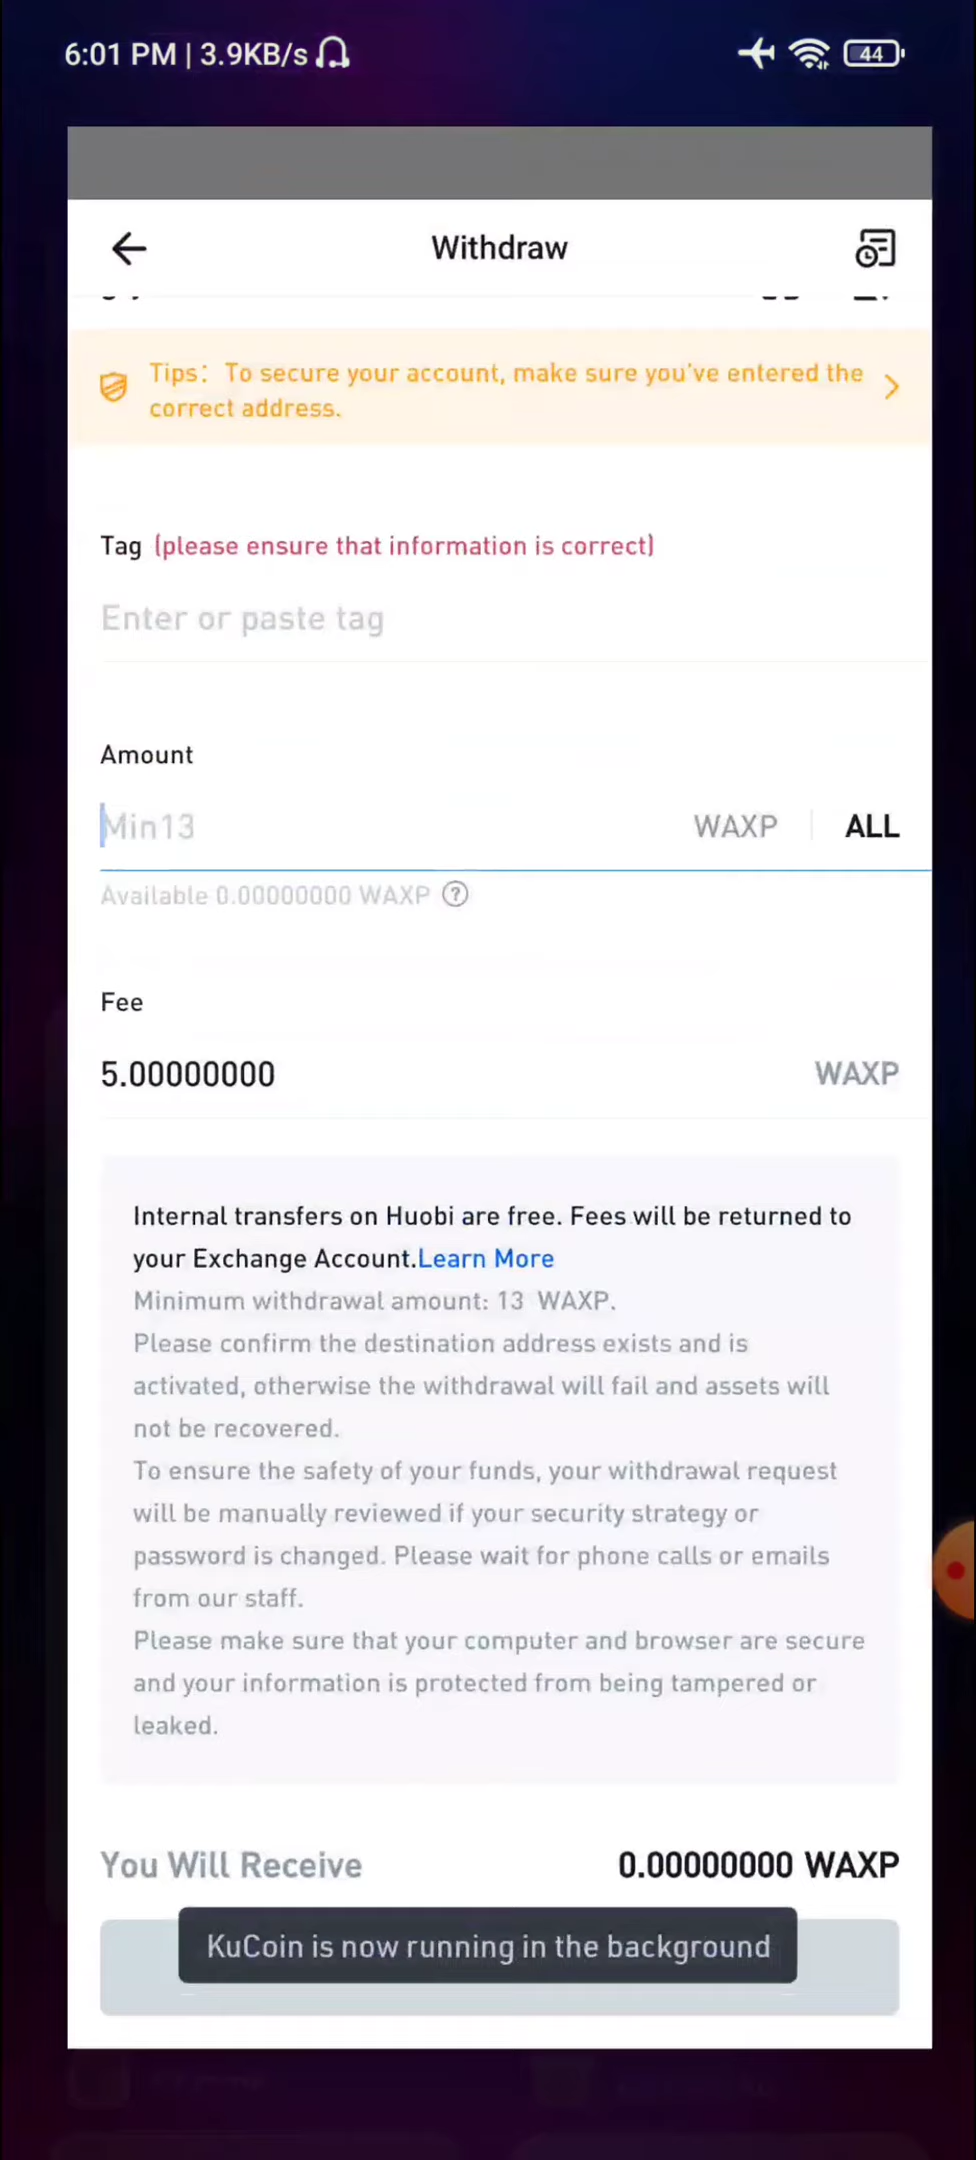 6:01 PM | 3.9KB/s
44
Withdraw
Tips: To secure your account, make sure you've entered the
correct address.
Tag (please ensure that information is correct)
Enter or paste tag
Amount
Min13 WAXP ALL
Available 0.00000000 WAXP ?
Fee
5.00000000 WAXP
Internal transfers on Huobi are free. Fees will be returned to
your Exchange Account.Learn More
Minimum withdrawal amount: 13 WAXP.
Please confirm the destination address exists and is
activated, otherwise the withdrawal will fail and assets will
not be recovered.
To ensure the safety of your funds, your withdrawal request
will be manually reviewed if your security strategy or
password is changed. Please wait for phone calls or emails
from our staff.
Please make sure that your computer and browser are secure
and your information is protected from being tampered or
leaked.
You Will Receive 0.00000000 WAXP
KuCoin is now running in the background